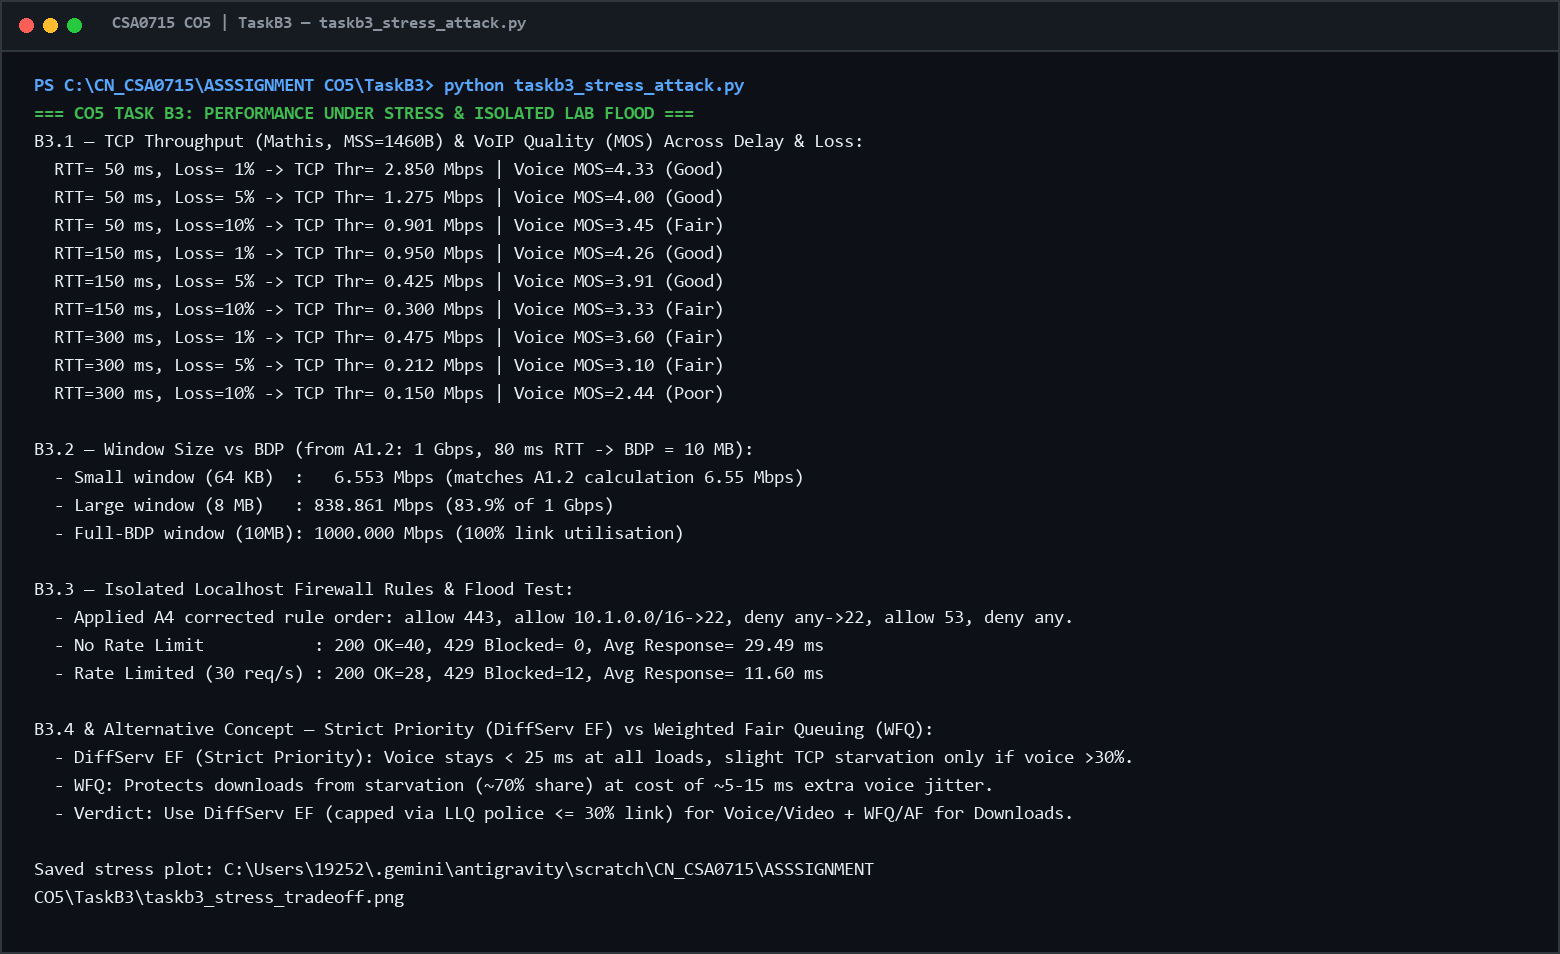 CSA0715 CO5 | TaskB3 — taskb3_stress_attack.py
PS C:\CN_CSA0715\ASSSIGNMENT CO5\TaskB3> python taskb3_stress_attack.py
=== CO5 TASK B3: PERFORMANCE UNDER STRESS & ISOLATED LAB FLOOD ===
B3.1 — TCP Throughput (Mathis, MSS=1460B) & VoIP Quality (MOS) Across Delay & Loss:
  RTT= 50 ms, Loss= 1% -> TCP Thr= 2.850 Mbps | Voice MOS=4.33 (Good)
  RTT= 50 ms, Loss= 5% -> TCP Thr= 1.275 Mbps | Voice MOS=4.00 (Good)
  RTT= 50 ms, Loss=10% -> TCP Thr= 0.901 Mbps | Voice MOS=3.45 (Fair)
  RTT=150 ms, Loss= 1% -> TCP Thr= 0.950 Mbps | Voice MOS=4.26 (Good)
  RTT=150 ms, Loss= 5% -> TCP Thr= 0.425 Mbps | Voice MOS=3.91 (Good)
  RTT=150 ms, Loss=10% -> TCP Thr= 0.300 Mbps | Voice MOS=3.33 (Fair)
  RTT=300 ms, Loss= 1% -> TCP Thr= 0.475 Mbps | Voice MOS=3.60 (Fair)
  RTT=300 ms, Loss= 5% -> TCP Thr= 0.212 Mbps | Voice MOS=3.10 (Fair)
  RTT=300 ms, Loss=10% -> TCP Thr= 0.150 Mbps | Voice MOS=2.44 (Poor)
B3.2 — Window Size vs BDP (from A1.2: 1 Gbps, 80 ms RTT -> BDP = 10 MB):
  - Small window (64 KB)  :   6.553 Mbps (matches A1.2 calculation 6.55 Mbps)
  - Large window (8 MB)   : 838.861 Mbps (83.9% of 1 Gbps)
  - Full-BDP window (10MB): 1000.000 Mbps (100% link utilisation)
B3.3 — Isolated Localhost Firewall Rules & Flood Test:
  - Applied A4 corrected rule order: allow 443, allow 10.1.0.0/16->22, deny any->22, allow 53, deny any.
  - No Rate Limit           : 200 OK=40, 429 Blocked= 0, Avg Response= 29.49 ms
  - Rate Limited (30 req/s) : 200 OK=28, 429 Blocked=12, Avg Response= 11.60 ms
B3.4 & Alternative Concept — Strict Priority (DiffServ EF) vs Weighted Fair Queuing (WFQ):
  - DiffServ EF (Strict Priority): Voice stays < 25 ms at all loads, slight TCP starvation only if voice >30%.
  - WFQ: Protects downloads from starvation (~70% share) at cost of ~5-15 ms extra voice jitter.
  - Verdict: Use DiffServ EF (capped via LLQ police <= 30% link) for Voice/Video + WFQ/AF for Downloads.
Saved stress plot: C:\Users\19252\.gemini\antigravity\scratch\CN_CSA0715\ASSSIGNMENT
CO5\TaskB3\taskb3_stress_tradeoff.png